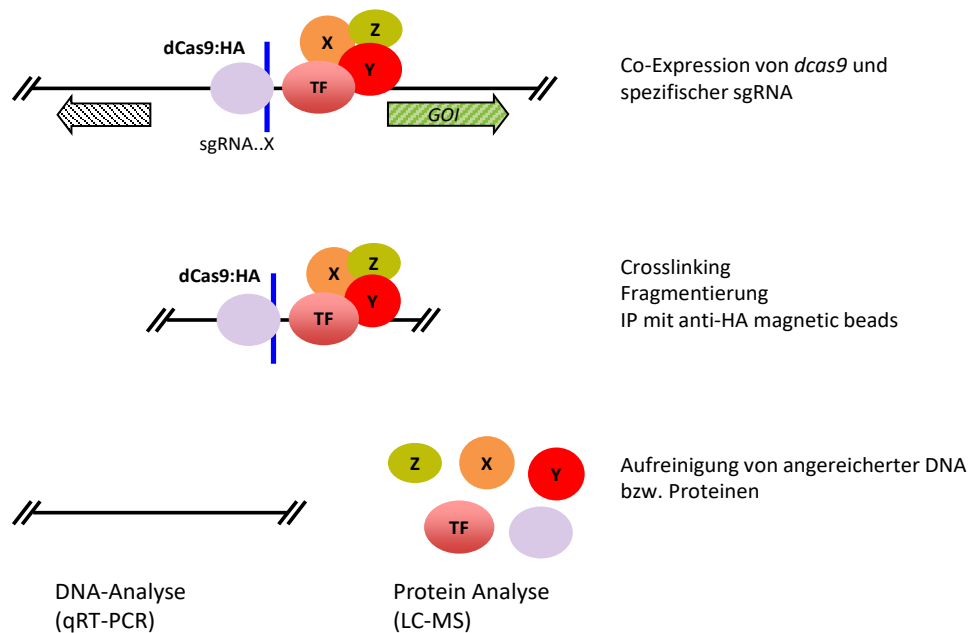 dCas9:HA
X
Z
Y
TF
GOI
sgRNA..X
Co-Expression von dcas9 und
spezifischer sgRNA
dCas9:HA
X
Z
Y
TF
Crosslinking
Fragmentierung
IP mit anti-HA magnetic beads
Z
X
Y
TF
Aufreinigung von angereicherter DNA
bzw. Proteinen
DNA-Analyse
(qRT-PCR)
Protein Analyse
(LC-MS)